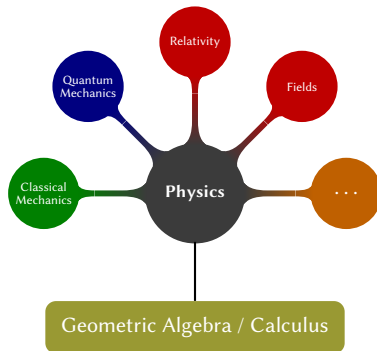 Relativity
Quantum
Mechanics
Fields
Classical
Mechanics
Physics
...
Geometric Algebra / Calculus